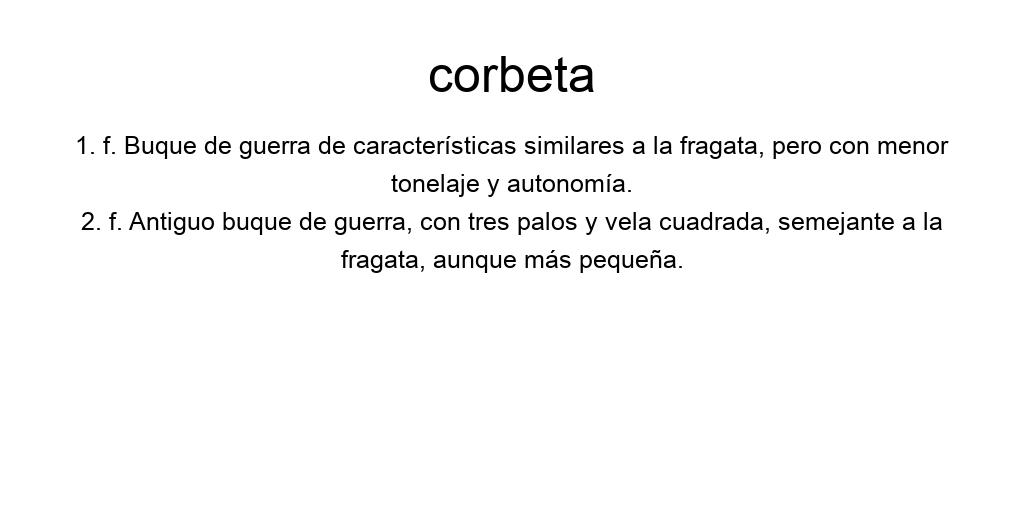 corbeta
1. f. Buque de guerra de características similares a la fragata, pero con menor
tonelaje y autonomía.
2. f. Antiguo buque de guerra, con tres palos y vela cuadrada, semejante a la
fragata, aunque más pequeña.